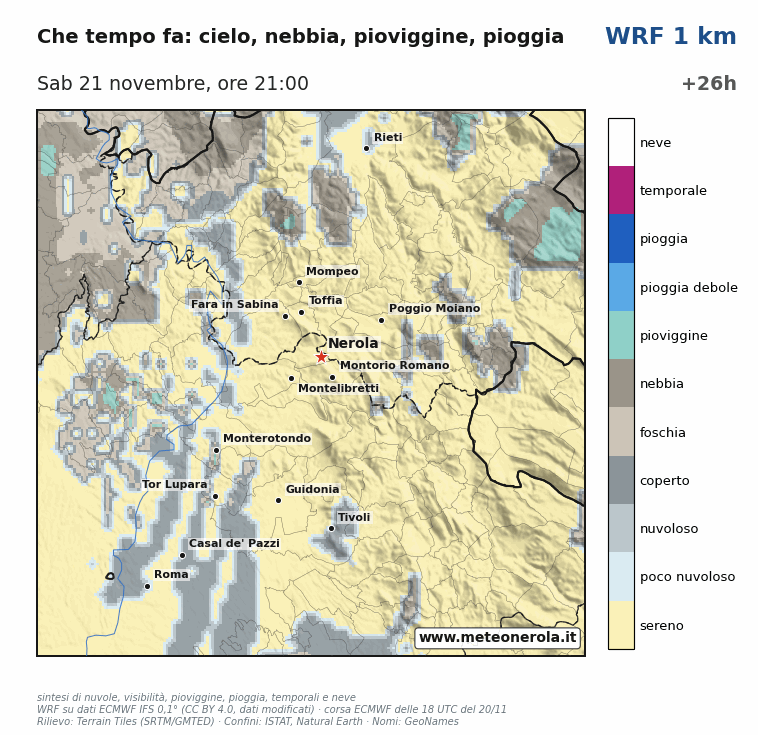 Che tempo fa: cielo, nebbia, pioviggine, pioggia
WRF 1 km
Sab 21 novembre, ore 21:00
+26h
Rieti
Mompeo
Fara in Sabina
Toffia
Poggio Moiano
Nerola
Montorio Romano
Montelibretti
Monterotondo
Tor Lupara
Guidonia
Tivoli
Casal de' Pazzi
Roma
www.meteonerola.it
neve
temporale
pioggia
pioggia debole
pioviggine
nebbia
foschia
coperto
nuvoloso
poco nuvoloso
sereno
sintesi di nuvole, visibilità, pioviggine, pioggia, temporali e neve
WRF su dati ECMWF IFS 0,1° (CC BY 4.0, dati modificati) · corsa ECMWF delle 18 UTC del 20/11
Rilievo: Terrain Tiles (SRTM/GMTED) · Confini: ISTAT, Natural Earth · Nomi: GeoNames